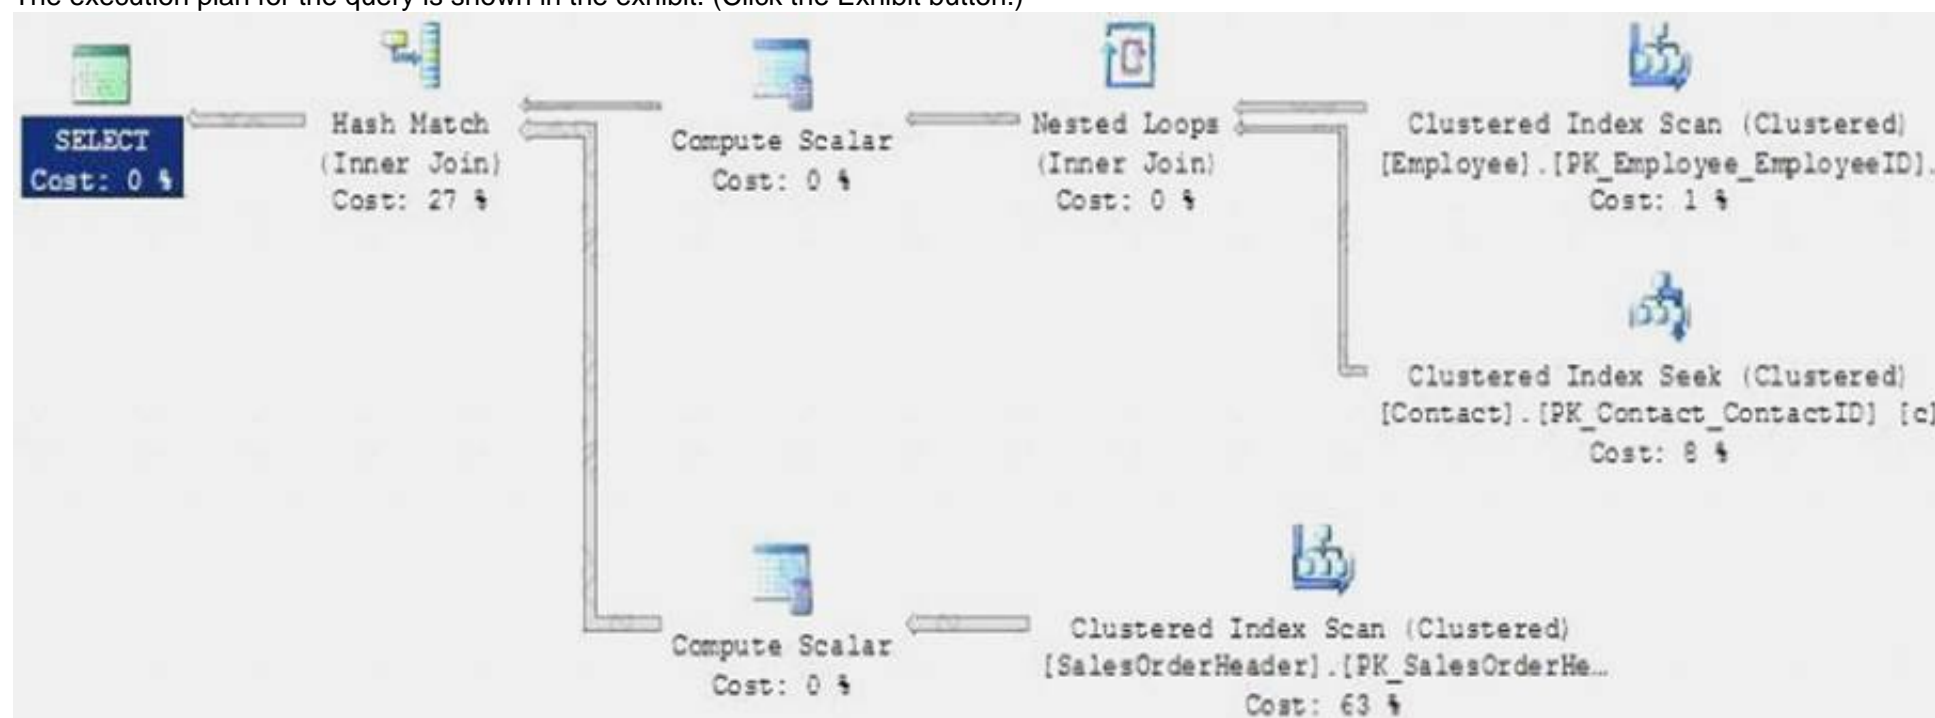 The execution plan for the query is shown in the exhibit. (Click the Exhibit button.)
SELECT
Cost: 0 %
Hash Match
(Inner Join)
Cost: 27 %
Compute Scalar
Cost: 0 %
Nested Loops
(Inner Join)
Cost: 0 %
Clustered Index Scan (Clustered)
[Employee].[PK_Employee_EmployeeID].
Cost: 1 %
Clustered Index Seek (Clustered)
[Contact].[PK_Contact_ContactID] [c]
Cost: 8 %
Compute Scalar
Cost: 0 %
Clustered Index Scan (Clustered)
[SalesOrderHeader].[PK_SalesOrderHe…
Cost: 63 %